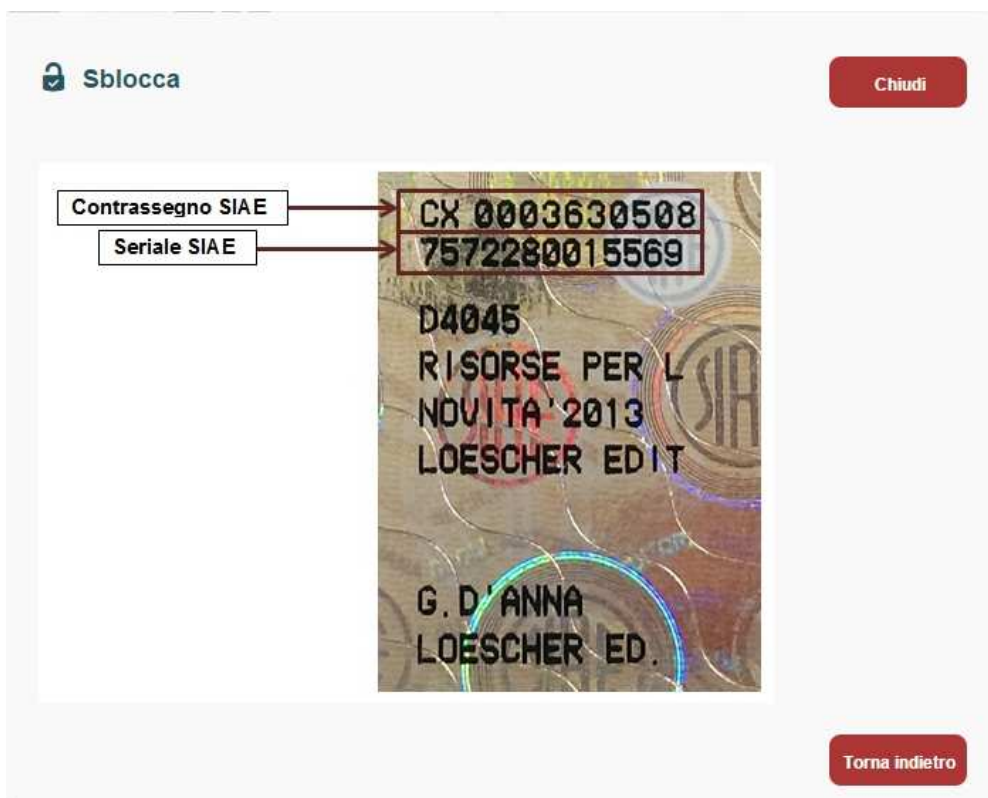 Sblocca
Chiudi
Contrassegno SIAE
CX 0003630508
Seriale SIAE
7572280015569
D4045
RISORSE PER L
NOVITA'2013
LOESCHER EDIT
G.D'ANNA
LOESCHER ED.
Torna indietro